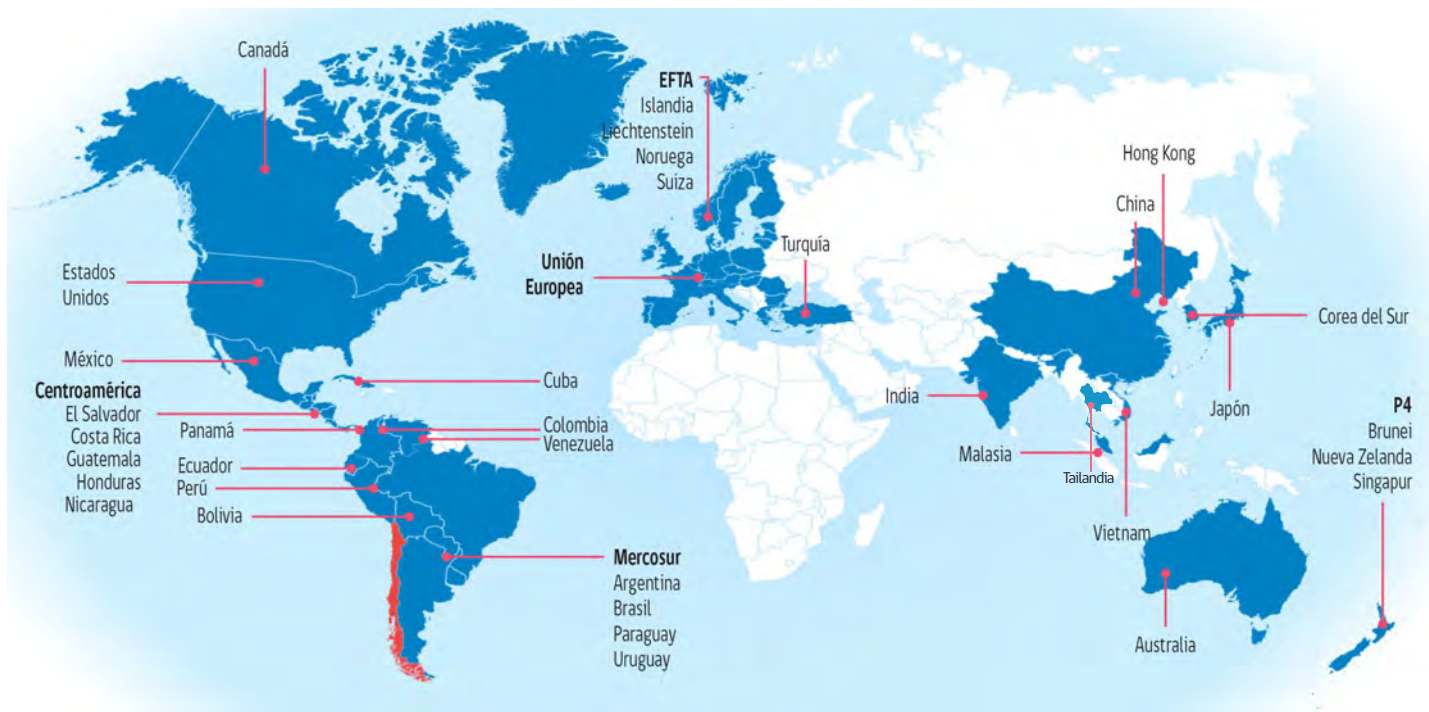 Canadá
EFTA
Islandia
Liechtenstein
Noruega
Suiza
Hong Kong
China
Turquía
Unión
Europea
Estados
Unidos
Corea del Sur
México
Cuba
India
Japón
Centroamérica
El Salvador
Costa Rica
Guatemala
Honduras
Nicaragua
Panamá
Colombia
Venezuela
Ecuador
Perú
Bolivia
Malasia
Tailandia
Vietnam
P4
Brunei
Nueva Zelanda
Singapur
Mercosur
Argentina
Brasil
Paraguay
Uruguay
Australia